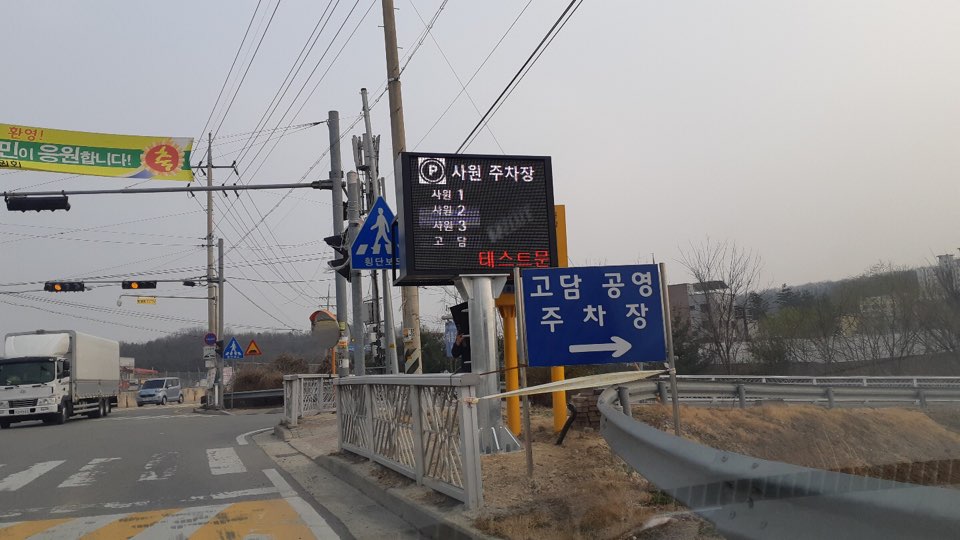 환영!
민이 응원합니다!
P 사원 주차장
사원 1
사원 2
사원 3
고 담
테스트문
횡단보도
고담 공영
주 차 장